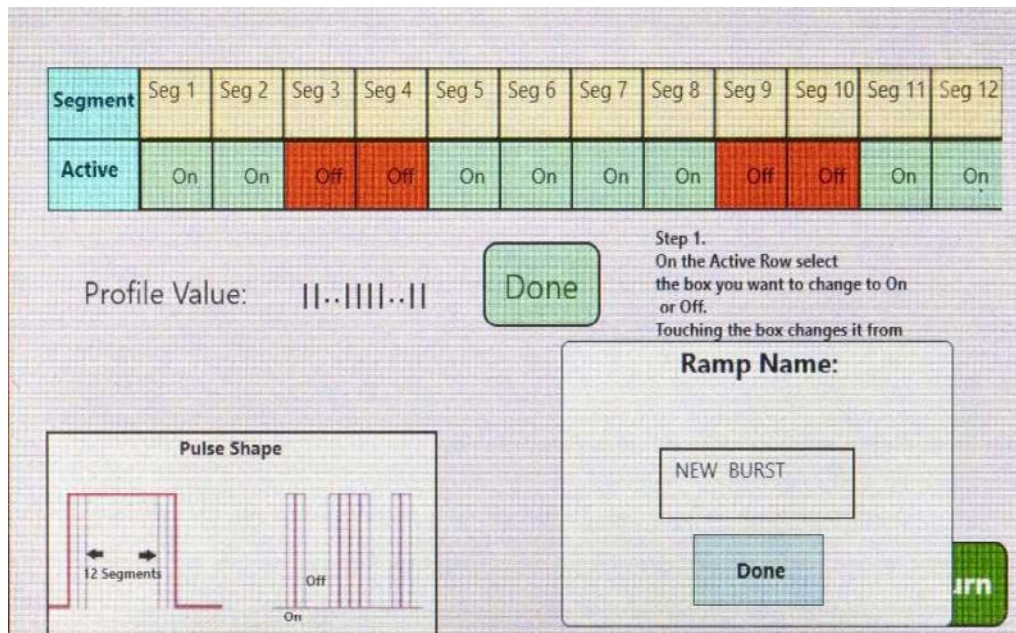 Segment Seg 1 Seg 2 Seg 3 Seg 4 Seg 5 Seg 6 Seg 7 Seg 8 Seg 9 Seg 10 Seg 11 Seg 12
Active On On Off Off On On On On Off Off On On
Profile Value: ||..||||..||
Done
Step 1.
On the Active Row select
the box you want to change to On
or Off.
Touching the box changes it from
Ramp Name:
NEW BURST
Done
Pulse Shape
12 Segments
Off
On
urn